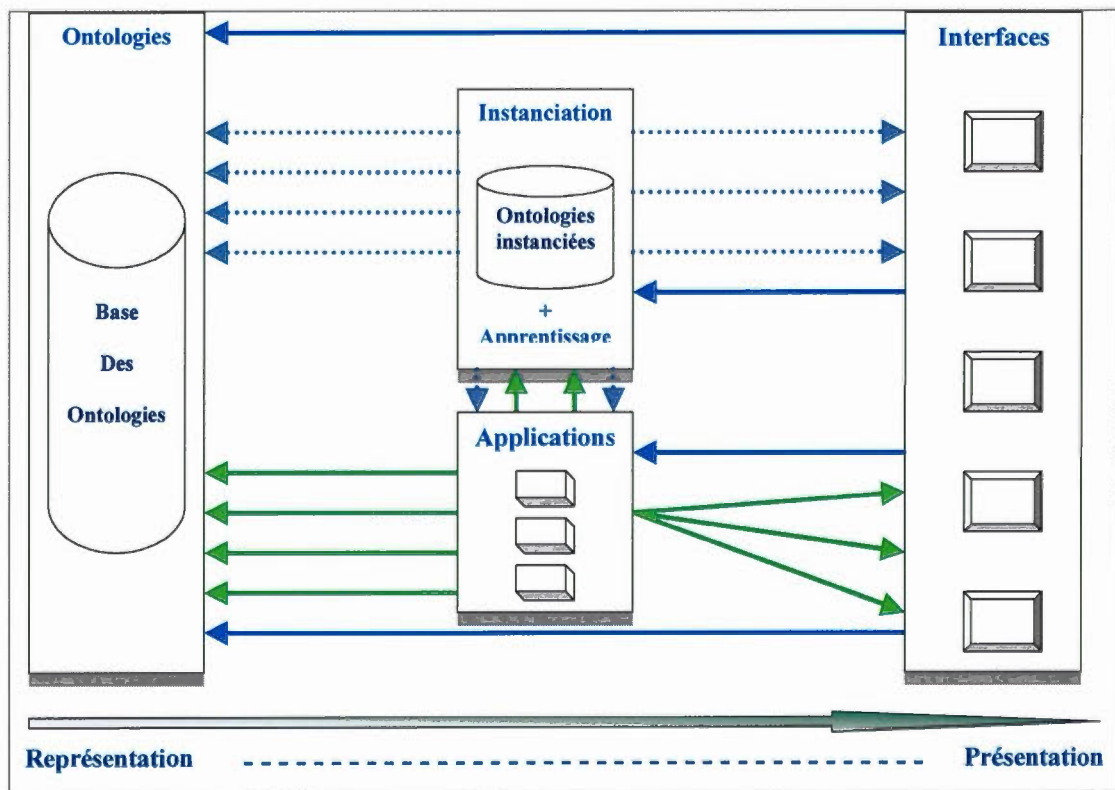 Ontologies
Interfaces
Instanciation
Ontologies
instanciées
+
Apprentissage
Base
Des
Ontologies
Applications
Représentation
Présentation